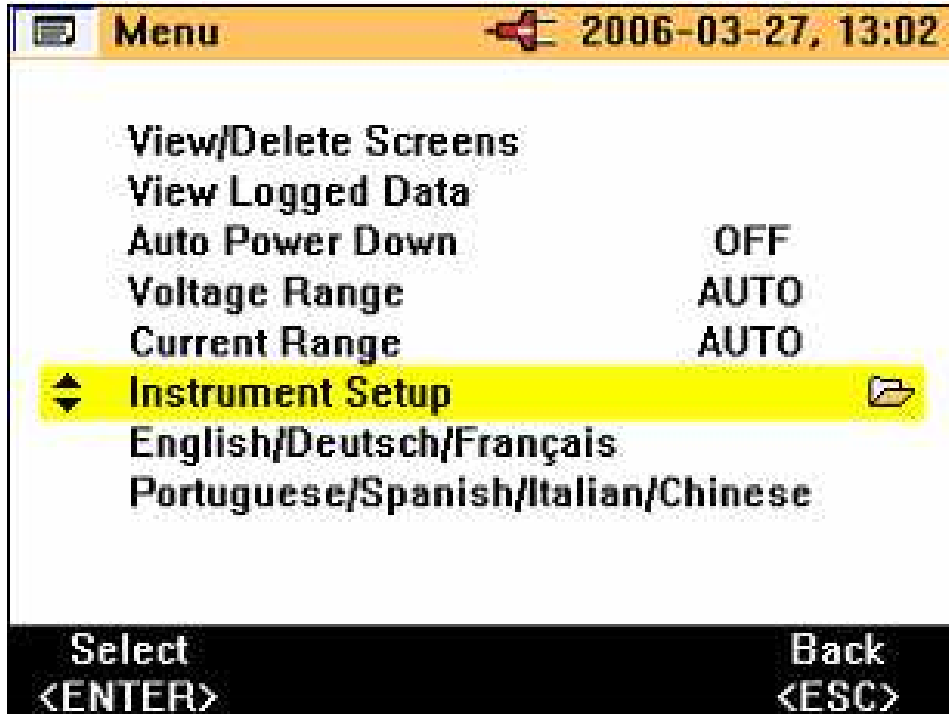 Menu 2006-03-27, 13:02
View/Delete Screens
View Logged Data
Auto Power Down OFF
Voltage Range AUTO
Current Range AUTO
Instrument Setup
English/Deutsch/Français
Portuguese/Spanish/Italian/Chinese
Select Back
<ENTER> <ESC>